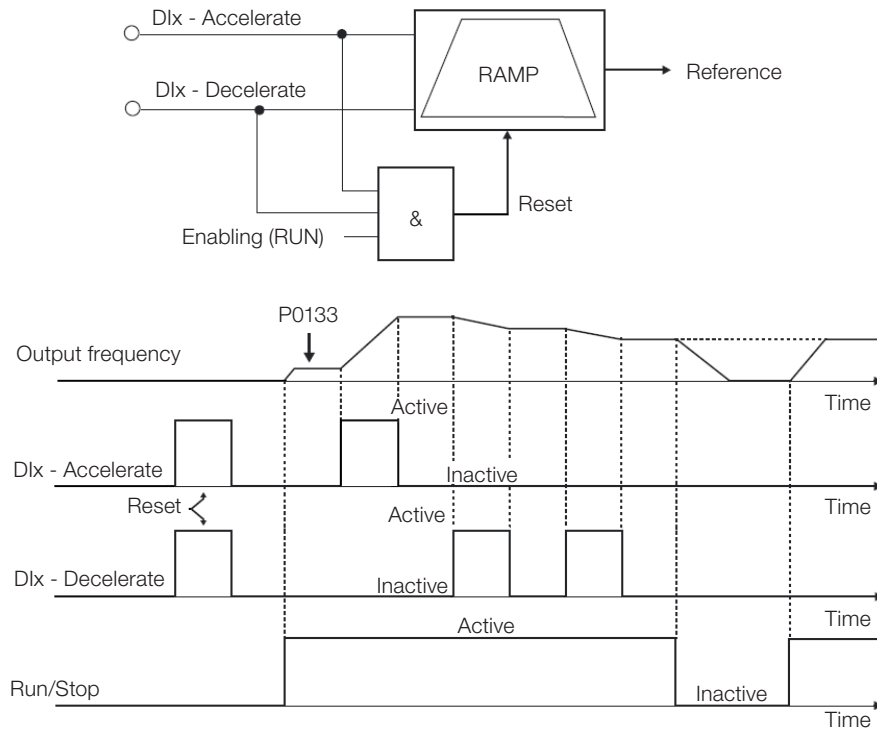 DIx - Accelerate
RAMP
Reference
DIx - Decelerate
&
Reset
Enabling (RUN)
P0133
Output frequency
Time
Active
DIx - Accelerate
Inactive
Time
Reset
Active
DIx - Decelerate
Inactive
Time
Active
Run/Stop
Inactive
Time